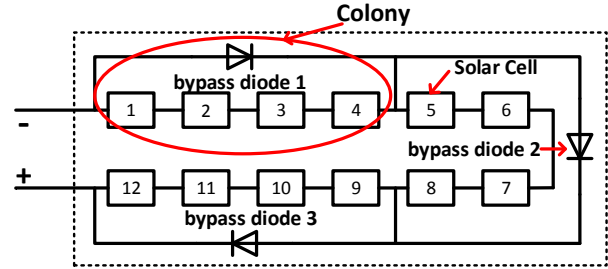 Colony
bypass diode 1
Solar Cell
1 2 3 4 5 6
-
bypass diode 2
+
12 11 10 9 8 7
bypass diode 3